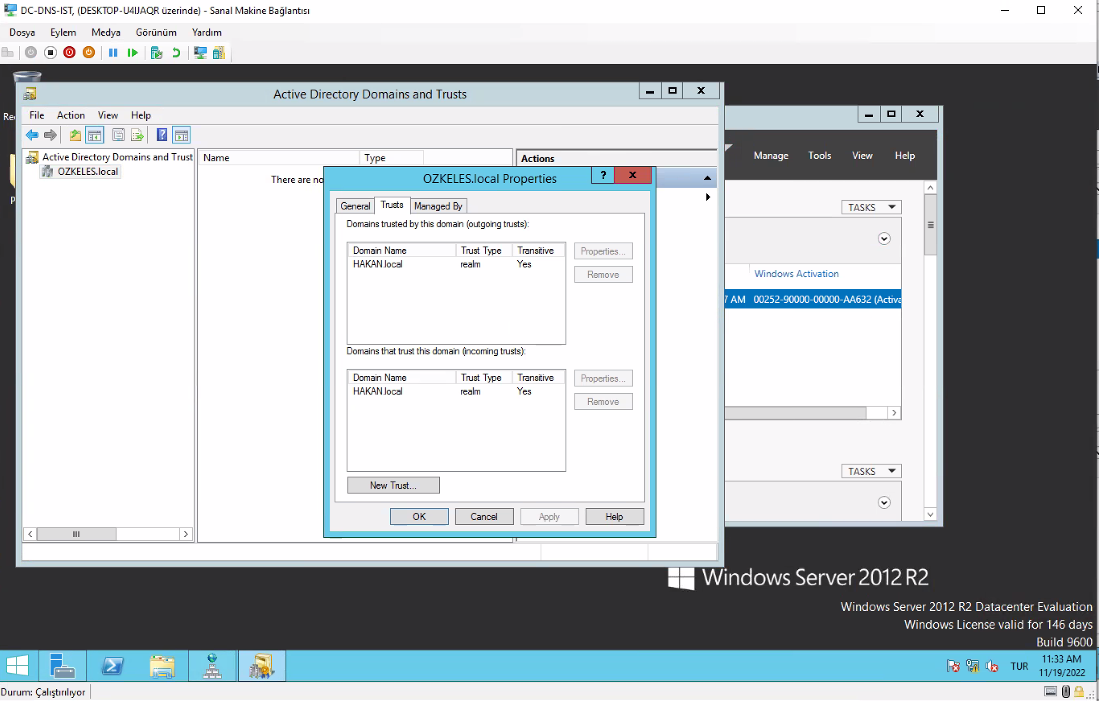 DC-DNS-IST, (DESKTOP-U4IJAQR üzerinde) - Sanal Makine Bağlantısı
Dosya Eylem Medya Görünüm Yardım
Active Directory Domains and Trusts
File Action View Help
Active Directory Domains and Trust
OZKELES.local
Name Type
There are no
Actions
OZKELES.local Properties
General Trusts Managed By
Domains trusted by this domain (outgoing trusts):
Domain Name Trust Type Transitive
HAKAN.local realm Yes
Properties...
Remove
Domains that trust this domain (incoming trusts):
Domain Name Trust Type Transitive
HAKAN.local realm Yes
Properties...
Remove
New Trust...
OK Cancel Apply Help
Manage Tools View Help
TASKS
Windows Activation
7 AM 00252-90000-00000-AA632 (Activa
TASKS
Windows Server 2012 R2
Windows Server 2012 R2 Datacenter Evaluation
Windows License valid for 146 days
Build 9600
TUR
11:33 AM
11/19/2022
Durum: Çalıştırılıyor